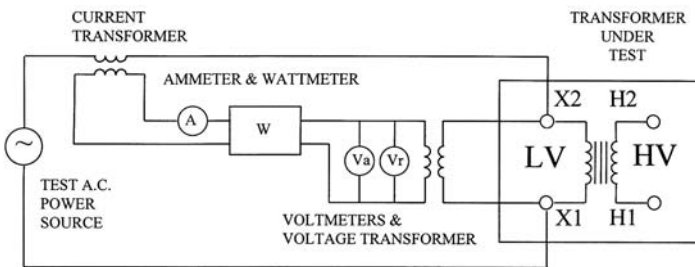 CURRENT
TRANSFORMER
TRANSFORMER
UNDER
TEST
AMMETER & WATTMETER
X2 H2
A
W
Va
Vr
LV HV
~
TEST A.C.
POWER
SOURCE
VOLTMETERS &
VOLTAGE TRANSFORMER
X1 H1